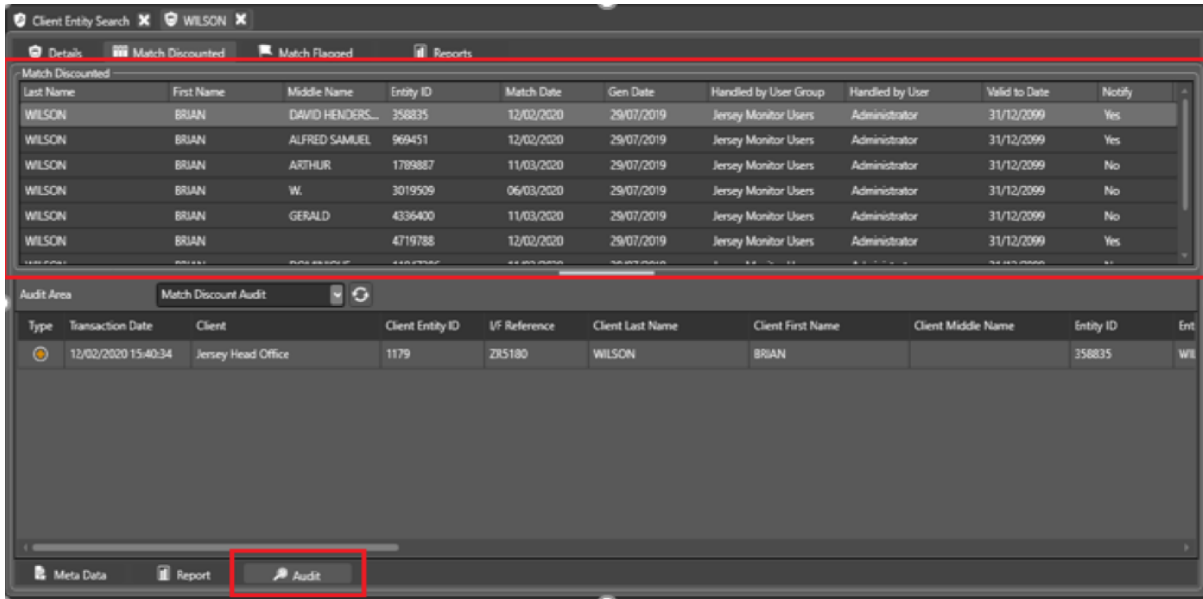 Client Entity Search WILSON
Details Match Discounted Match Flagged Reports
Match Discounted
Last Name First Name Middle Name Entity ID Match Date Gen Date Handled by User Group Handled by User Valid to Date Notify
WILSON BRIAN DAVID HENDERS... 358835 12/02/2020 29/07/2019 Jersey Monitor Users Administrator 31/12/2099 Yes
WILSON BRIAN ALFRED SAMUEL 969451 12/02/2020 29/07/2019 Jersey Monitor Users Administrator 31/12/2099 Yes
WILSON BRIAN ARTHUR 1789887 11/03/2020 29/07/2019 Jersey Monitor Users Administrator 31/12/2099 No
WILSON BRIAN W. 3019509 06/03/2020 29/07/2019 Jersey Monitor Users Administrator 31/12/2099 No
WILSON BRIAN GERALD 4336400 11/03/2020 29/07/2019 Jersey Monitor Users Administrator 31/12/2099 No
WILSON BRIAN 4719788 12/02/2020 29/07/2019 Jersey Monitor Users Administrator 31/12/2099 Yes
Audit Area Match Discount Audit
Type Transaction Date Client Client Entity ID I/F Reference Client Last Name Client First Name Client Middle Name Entity ID Ent
12/02/2020 15:40:34 Jersey Head Office 1179 ZR5180 WILSON BRIAN 358835 WIL
Meta Data Report Audit